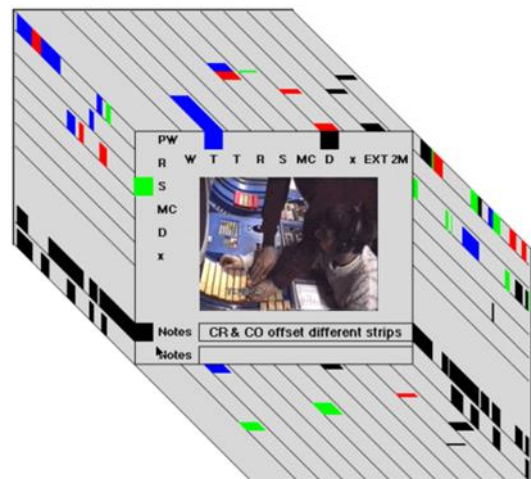 PW
R W T T R S MC D x EXT 2M
S
MC
D
x
Notes CR & CO offset different strips
Notes